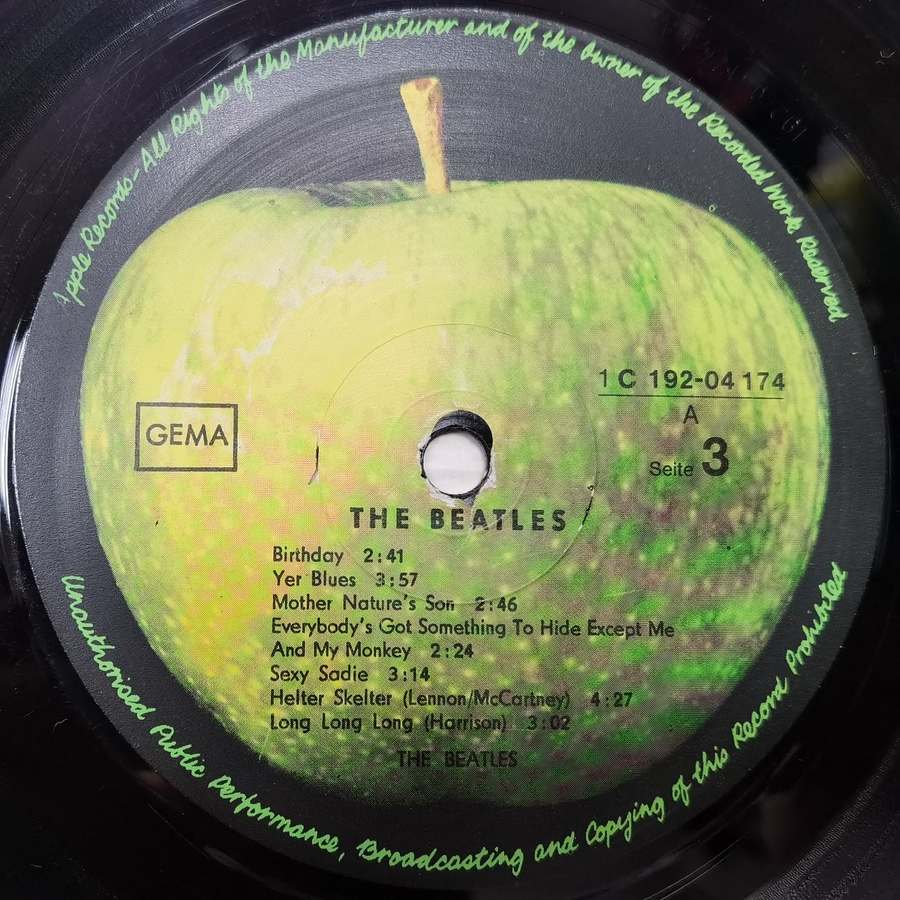 Apple Records-All Rights of the Manufacturer and of the Owner of the Recorded Work Reserved
1 C 192-04 174
A
GEMA
Seite 3
THE BEATLES
Birthday 2:41
Yer Blues 3:57
Mother Nature's Son 2:46
Everybody's Got Something To Hide Except Me
And My Monkey 2:24
Sexy Sadie 3:14
Helter Skelter (Lennon/McCartney) 4:27
Long Long Long (Harrison) 3:02
THE BEATLES
Unauthorised Public Performance, Broadcasting and Copying of this Record Prohibited